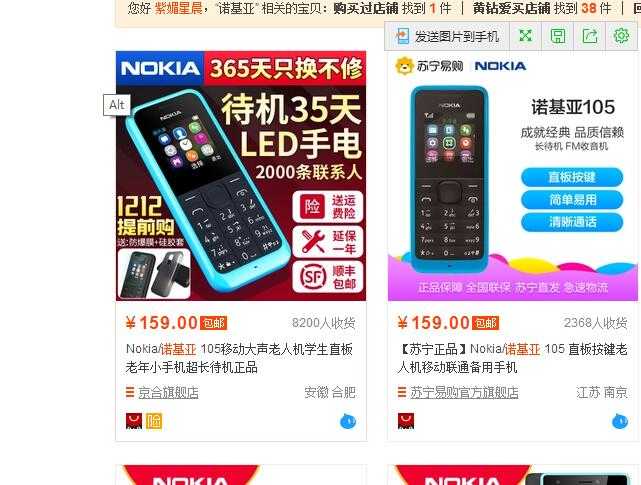 您好 紫媚星晨，“诺基亚” 相关的宝贝：购买过店铺 找到 1 件 | 黄钻爱买店铺 找到 38 件 |
发送图片到手机
Alt
NOKIA 365天只换不修
待机35天
LED手电
2000条联系人
1212
提前购
送:防爆膜+硅胶套
险 送运费险
延保一年
SF 顺丰包邮
NOKIA
¥159.00 包邮 8200人收货
Nokia/诺基亚 105移动大声老人机学生直板
老年小手机超长待机正品
京合旗舰店 安徽 合肥
险
苏宁易购 NOKIA
诺基亚105
成就经典 品质信赖
长待机 FM收音机
直板按键
简单易用
清晰通话
NOKIA
正品保障 全国联保 苏宁直发 急速物流
¥159.00 包邮 2368人收货
【苏宁正品】Nokia/诺基亚 105 直板按键老
人机移动联通备用手机
苏宁易购官方旗舰店 江苏 南京
NOKIA
NOKIA